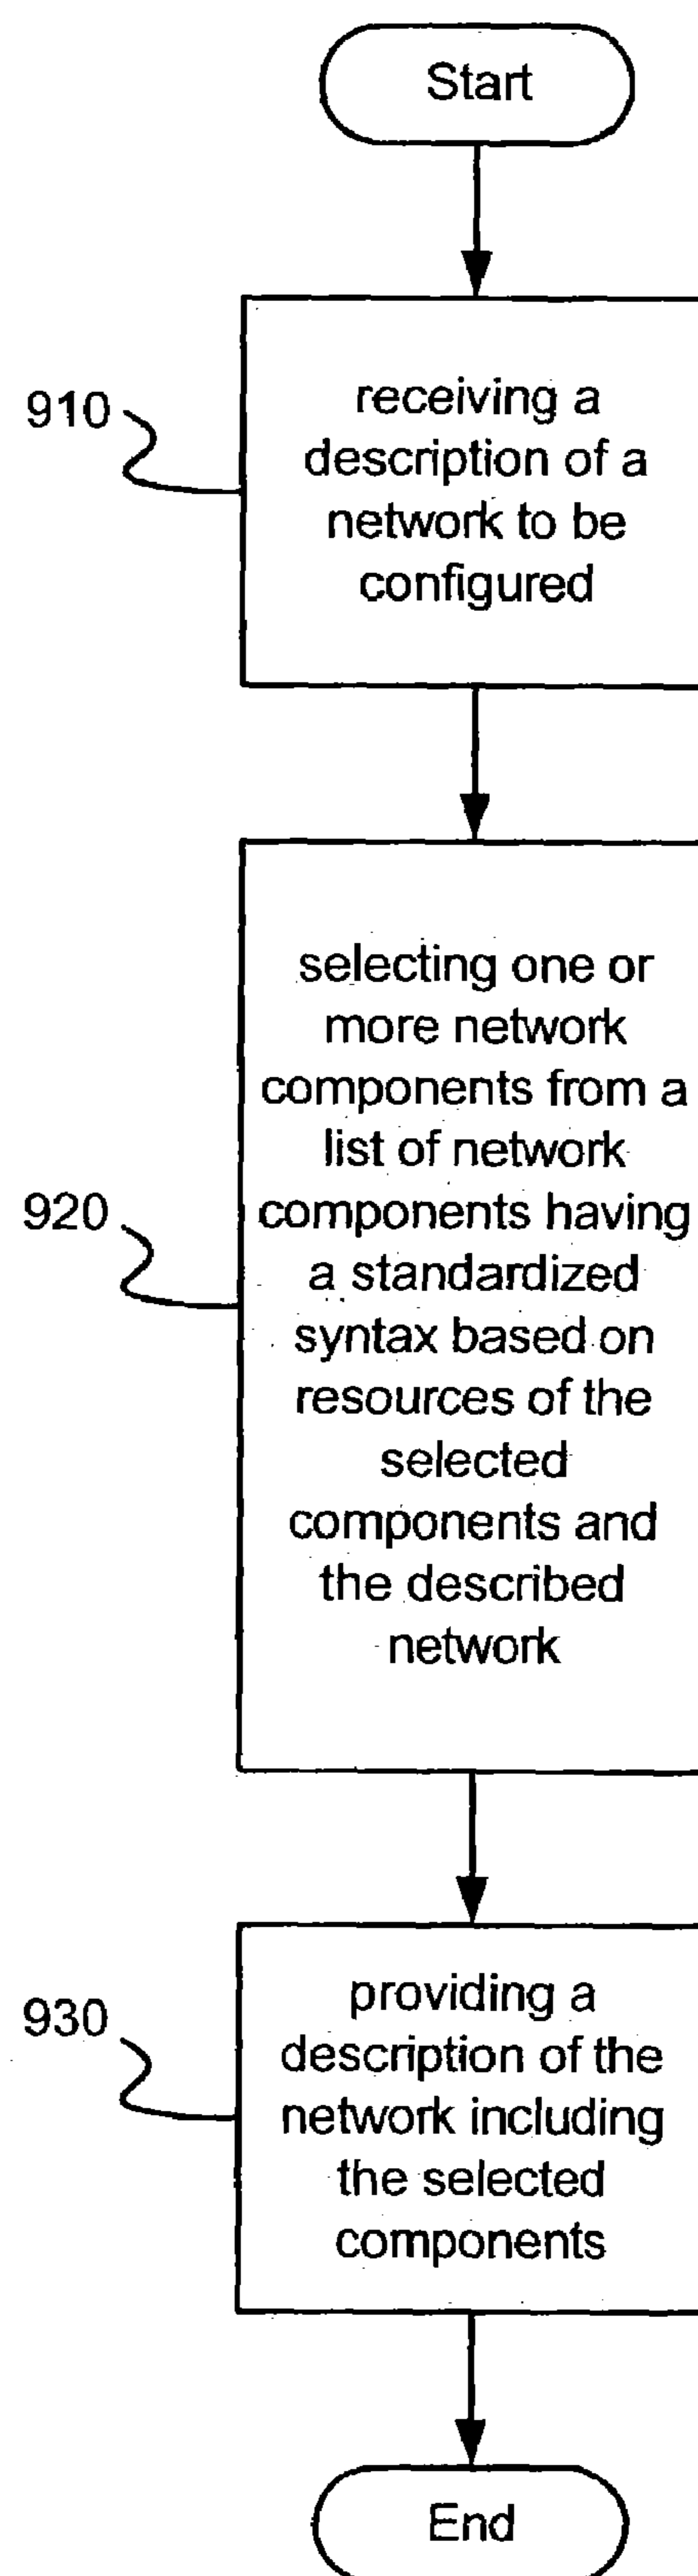 Start
910
receiving a
description of a
network to be
configured
920
selecting one or
more network
components from a
list of network
components having
a standardized
syntax based on
resources of the
selected
components and
the described
network
930
providing a
description of the
network including
the selected
components
End